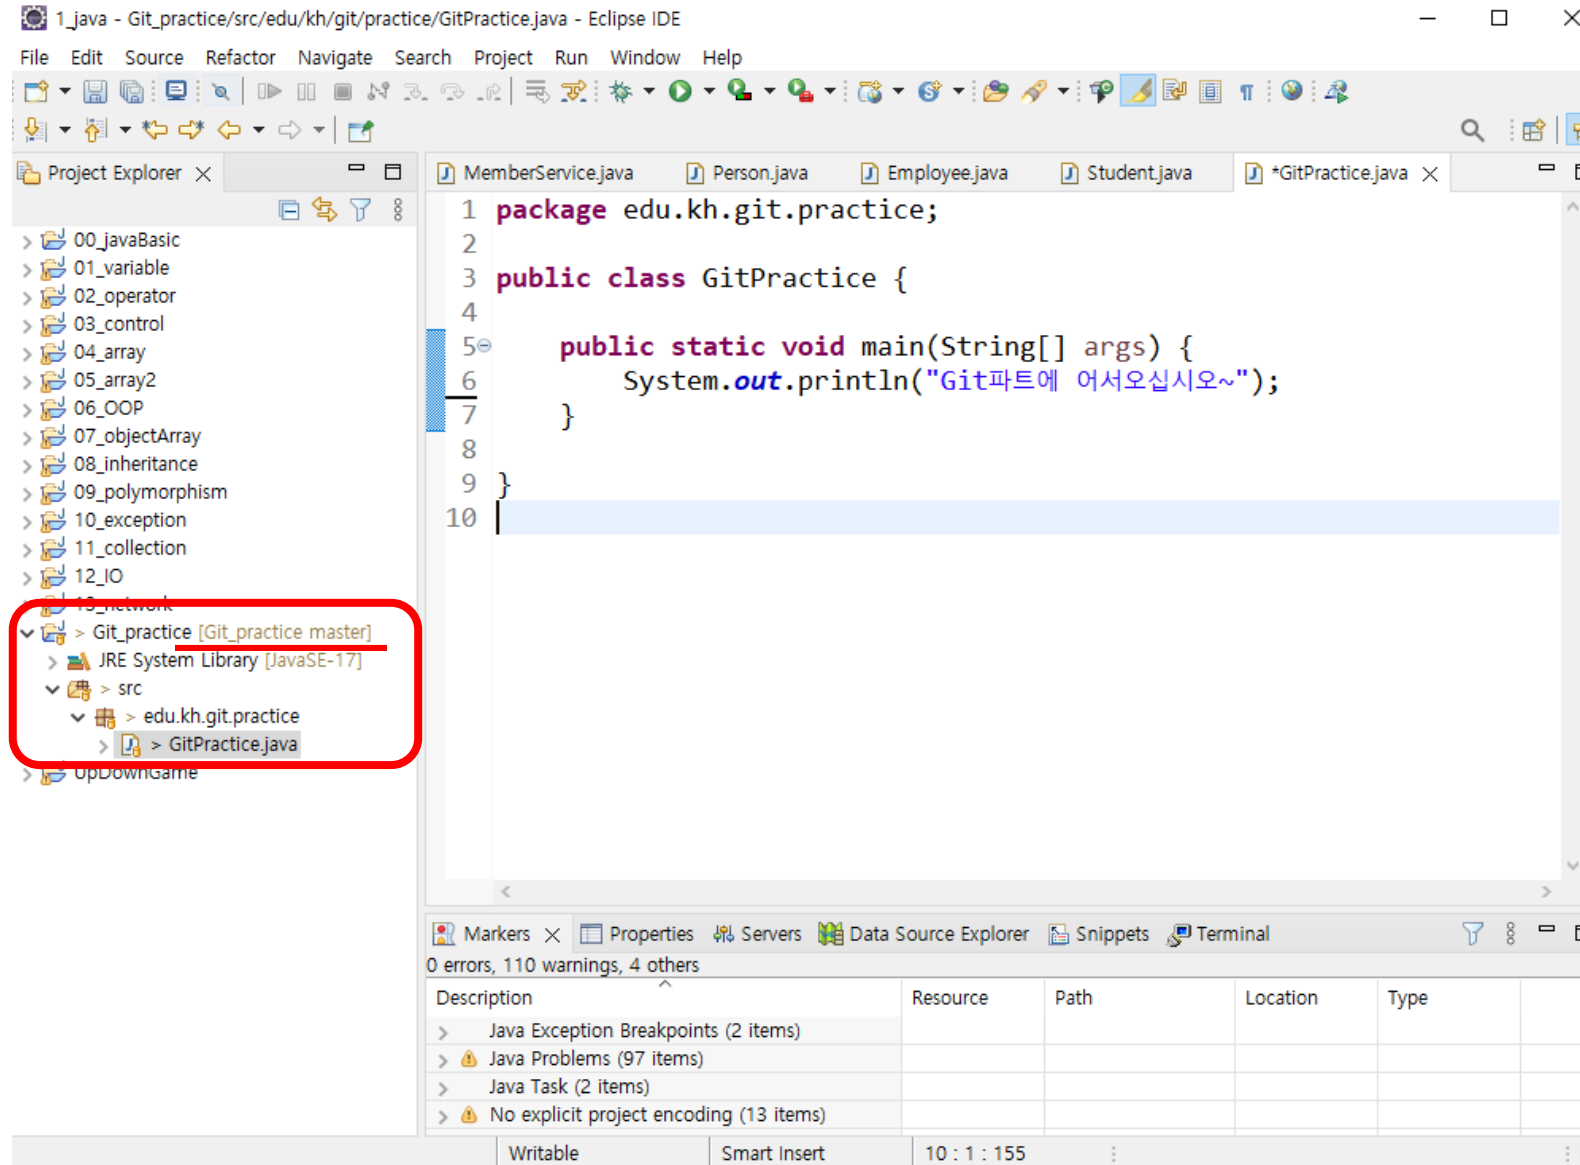 1_java - Git_practice/src/edu/kh/git/practice/GitPractice.java - Eclipse IDE
File Edit Source Refactor Navigate Search Project Run Window Help
Project Explorer
MemberService.java Person.java Employee.java Student.java *GitPractice.java
00_javaBasic
01_variable
02_operator
03_control
04_array
05_array2
06_OOP
07_objectArray
08_inheritance
09_polymorphism
10_exception
11_collection
12_IO
13_network
> Git_practice [Git_practice master]
JRE System Library [JavaSE-17]
> src
> edu.kh.git.practice
> GitPractice.java
UpDownGame
1 package edu.kh.git.practice;
2
3 public class GitPractice {
4
5 public static void main(String[] args) {
6 System.out.println("Git파트에 어서오십시오~");
7 }
8
9 }
10
Markers Properties Servers Data Source Explorer Snippets Terminal
0 errors, 110 warnings, 4 others
Description Resource Path Location Type
Java Exception Breakpoints (2 items)
Java Problems (97 items)
Java Task (2 items)
No explicit project encoding (13 items)
Writable Smart Insert 10 : 1 : 155